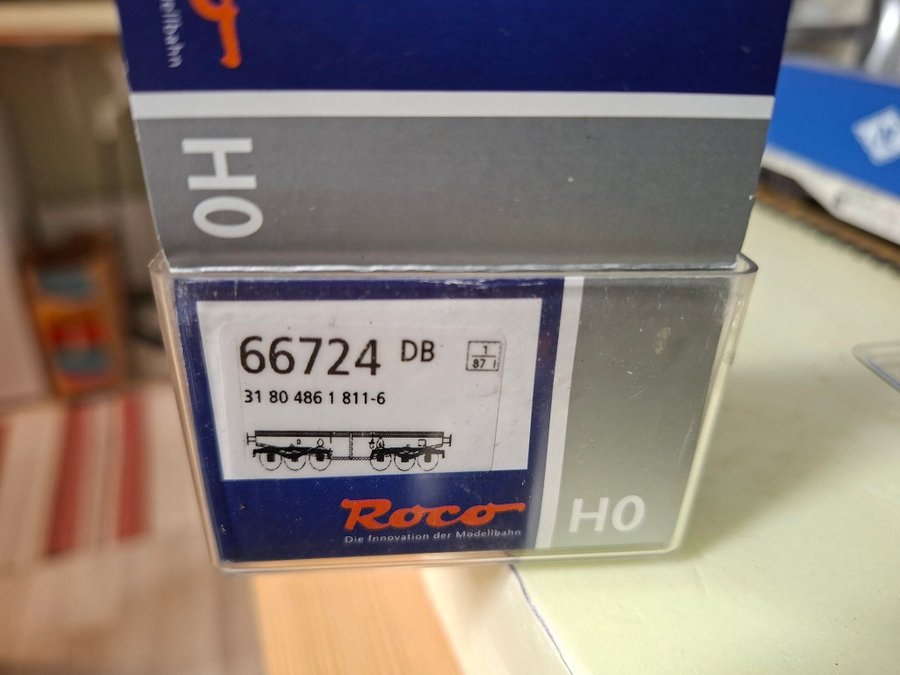 H0
66724 DB
1
87
31 80 486 1 811-6
Roco
Die Innovation der Modellbahn
H0